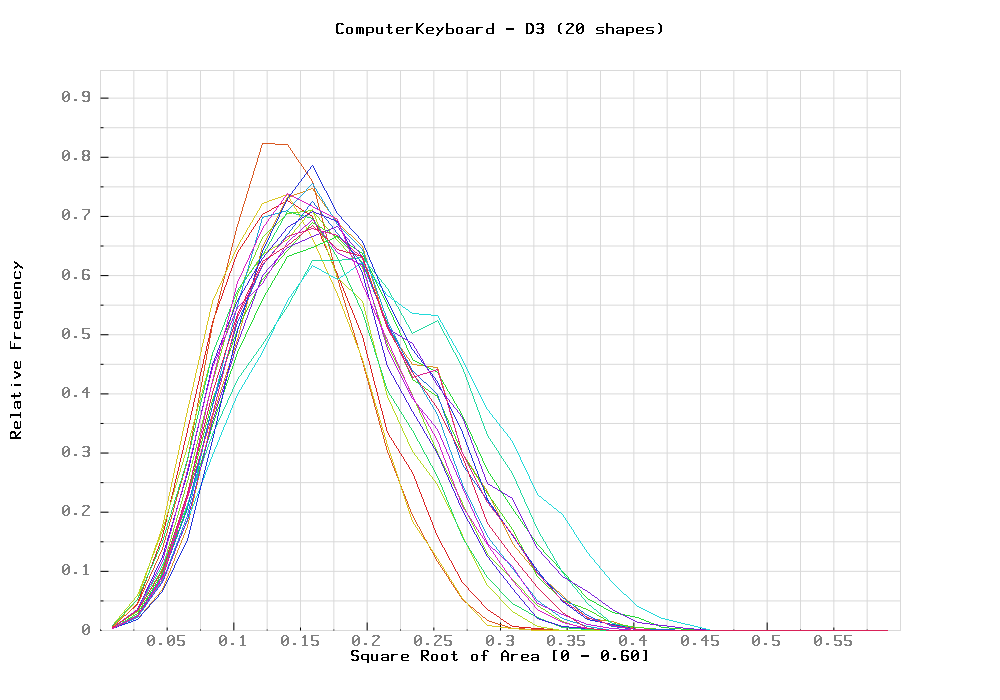 ComputerKeyboard - D3 (20 shapes)
Relative Frequency
0.9
0.8
0.7
0.6
0.5
0.4
0.3
0.2
0.1
0
0.05 0.1 0.15 0.2 0.25 0.3 0.35 0.4 0.45 0.5 0.55
Square Root of Area [0 - 0.60]